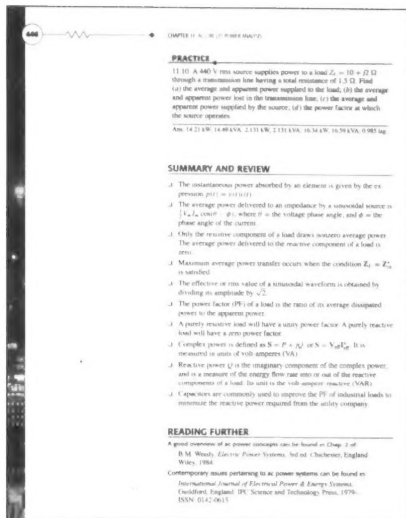 608
CHAPTER 11 AC CIRCUIT POWER ANALYSIS
PRACTICE
11.10 A 440 V rms source supplies power to a load Z_L = 10 + j2 Ω
through a transmission line having a total resistance of 1.5 Ω. Find
(a) the average and apparent power supplied to the load; (b) the average
and apparent power lost in the transmission line; (c) the average and
apparent power supplied by the source; (d) the power factor at which
the source operates.
Ans: 14.21 kW, 14.49 kVA; 2.131 kW, 2.131 kVA; 16.34 kW, 16.59 kVA; 0.985 lag.
SUMMARY AND REVIEW
The instantaneous power absorbed by an element is given by the ex
pression p(t) = v(t)i(t).
The average power delivered to an impedance by a sinusoidal source is
½V_m I_m cos(θ − φ), where θ = the voltage phase angle, and φ = the
phase angle of the current.
Only the resistive component of a load draws nonzero average power.
The average power delivered to the reactive component of a load is
zero.
Maximum average power transfer occurs when the condition Z_L = Z*_th
is satisfied.
The effective or rms value of a sinusoidal waveform is obtained by
dividing its amplitude by √2.
The power factor (PF) of a load is the ratio of its average dissipated
power to the apparent power.
A purely resistive load will have a unity power factor. A purely reactive
load will have a zero power factor.
Complex power is defined as S = P + jQ or S = V_eff I*_eff. It is
measured in units of volt-amperes (VA).
Reactive power Q is the imaginary component of the complex power,
and is a measure of the energy flow rate into or out of the reactive
components of a load. Its unit is the volt-ampere reactive (VAR).
Capacitors are commonly used to improve the PF of industrial loads to
minimize the reactive power required from the utility company.
READING FURTHER
A good overview of ac power concepts can be found in Chap. 2 of
B.M. Weedy, Electric Power Systems, 3rd ed. Chichester, England:
Wiley, 1984.
Contemporary issues pertaining to ac power systems can be found in:
International Journal of Electrical Power & Energy Systems.
Guildford, England: IPC Science and Technology Press, 1979-
ISSN: 0142-0615.